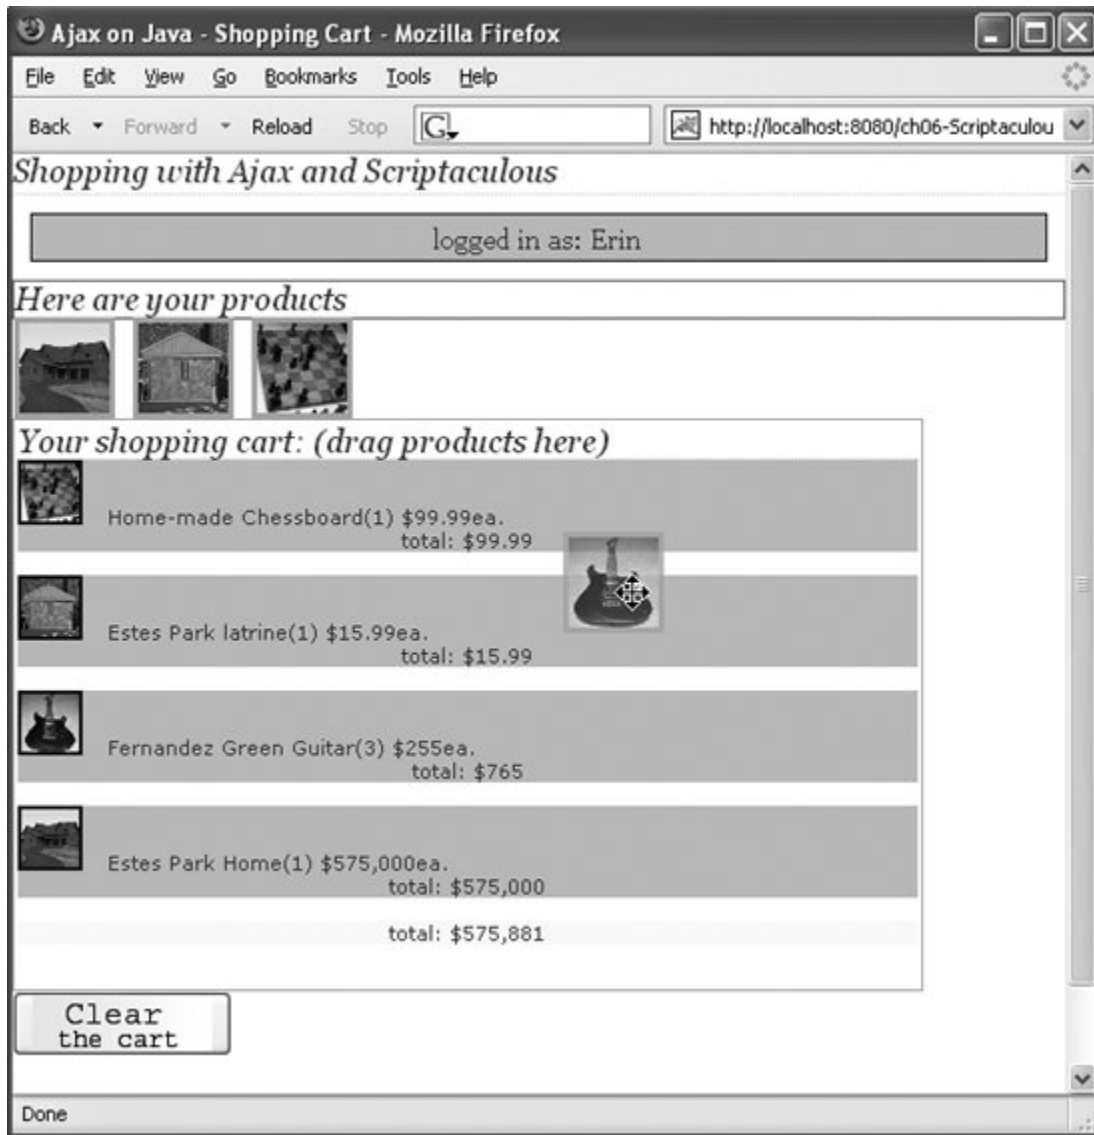 Ajax on Java - Shopping Cart - Mozilla Firefox
File Edit View Go Bookmarks Tools Help
Back Forward Reload Stop G http://localhost:8080/ch06-Scriptaculou
Shopping with Ajax and Scriptaculous
logged in as: Erin
Here are your products
Your shopping cart: (drag products here)
Home-made Chessboard(1) $99.99ea.
total: $99.99
Estes Park latrine(1) $15.99ea.
total: $15.99
Fernandez Green Guitar(3) $255ea.
total: $765
Estes Park Home(1) $575,000ea.
total: $575,000
total: $575,881
Clear
the cart
Done